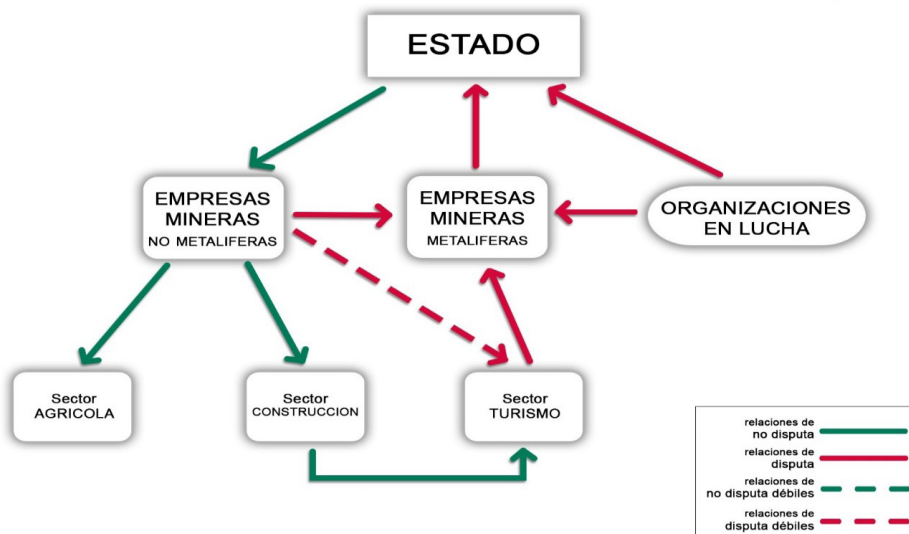 ESTADO
EMPRESAS
MINERAS
NO METALIFERAS
EMPRESAS
MINERAS
METALIFERAS
ORGANIZACIONES
EN LUCHA
Sector
AGRICOLA
Sector
CONSTRUCCION
Sector
TURISMO
relaciones de
no disputa
relaciones de
disputa
relaciones de
no disputa débiles
relaciones de
disputa débiles